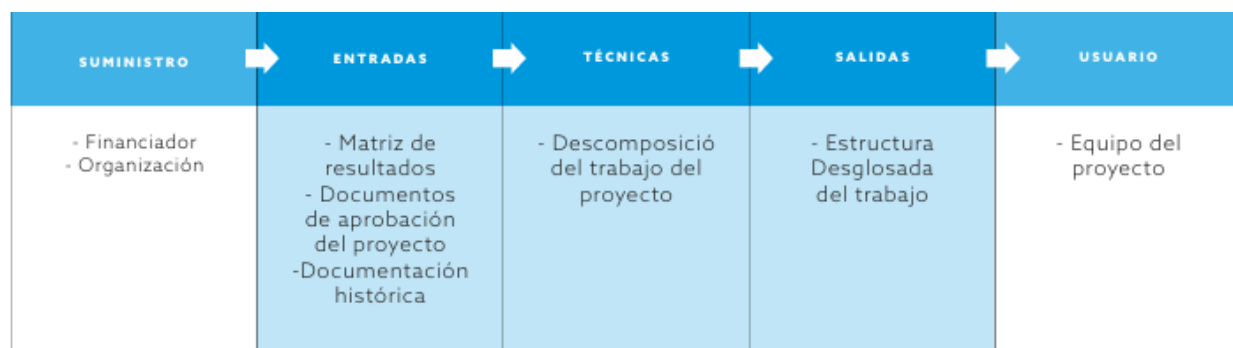 SUMINISTRO
ENTRADAS
TÉCNICAS
SALIDAS
USUARIO
- Financiador
- Organización
- Matriz de
resultados
- Documentos
de aprobación
del proyecto
-Documentación
histórica
- Descomposició
del trabajo del
proyecto
- Estructura
Desglosada
del trabajo
- Equipo del
proyecto